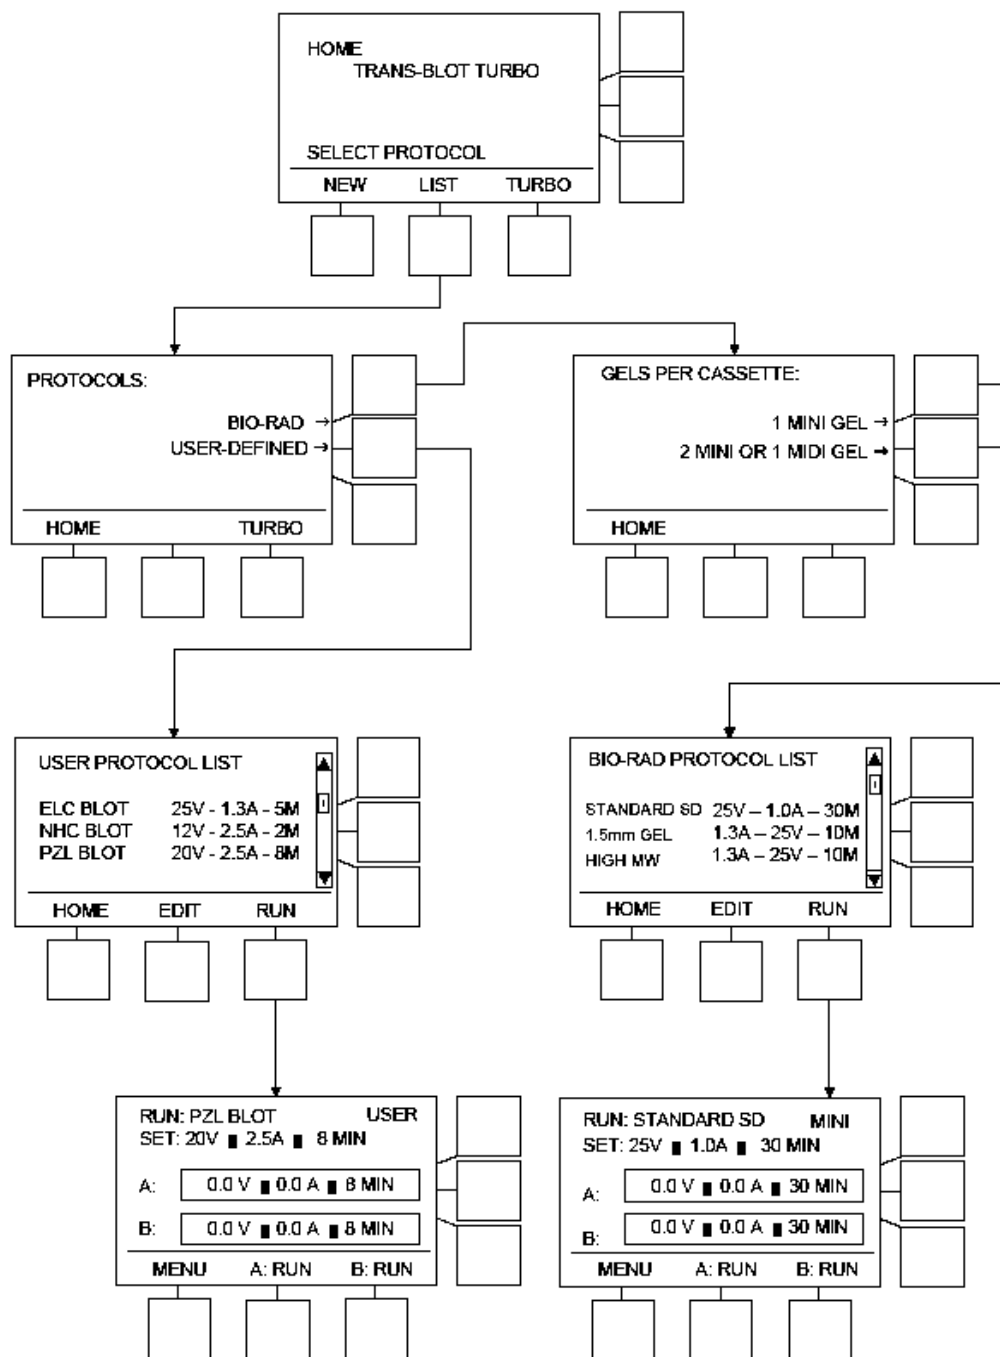 HOME
TRANS-BLOT TURBO
SELECT PROTOCOL
NEW LIST TURBO
PROTOCOLS:
BIO-RAD →
USER-DEFINED →
HOME TURBO
GELS PER CASSETTE:
1 MINI GEL →
2 MINI OR 1 MIDI GEL →
HOME
USER PROTOCOL LIST
ELC BLOT 25V - 1.3A - 5M
NHC BLOT 12V - 2.5A - 2M
PZL BLOT 20V - 2.5A - 8M
HOME EDIT RUN
BIO-RAD PROTOCOL LIST
STANDARD SD 25V – 1.0A – 30M
1.5mm GEL 1.3A – 25V – 10M
HIGH MW 1.3A – 25V – 10M
HOME EDIT RUN
RUN: PZL BLOT USER
SET: 20V ∎ 2.5A ∎ 8 MIN
A: 0.0 V ∎ 0.0 A ∎ 8 MIN
B: 0.0 V ∎ 0.0 A ∎ 8 MIN
MENU A: RUN B: RUN
RUN: STANDARD SD MINI
SET: 25V ∎ 1.0A ∎ 30 MIN
A: 0.0 V ∎ 0.0 A ∎ 30 MIN
B: 0.0 V ∎ 0.0 A ∎ 30 MIN
MENU A: RUN B: RUN